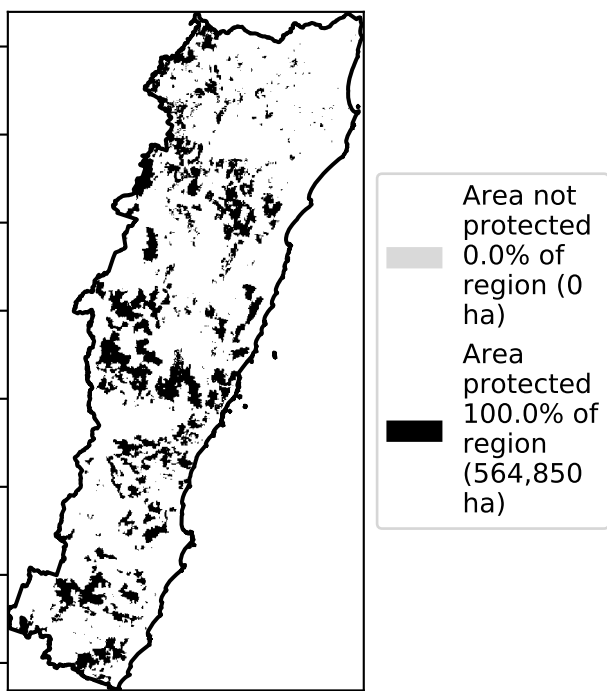 Area not
protected
0.0% of
region (0
ha)
Area
protected
100.0% of
region
(564,850
ha)